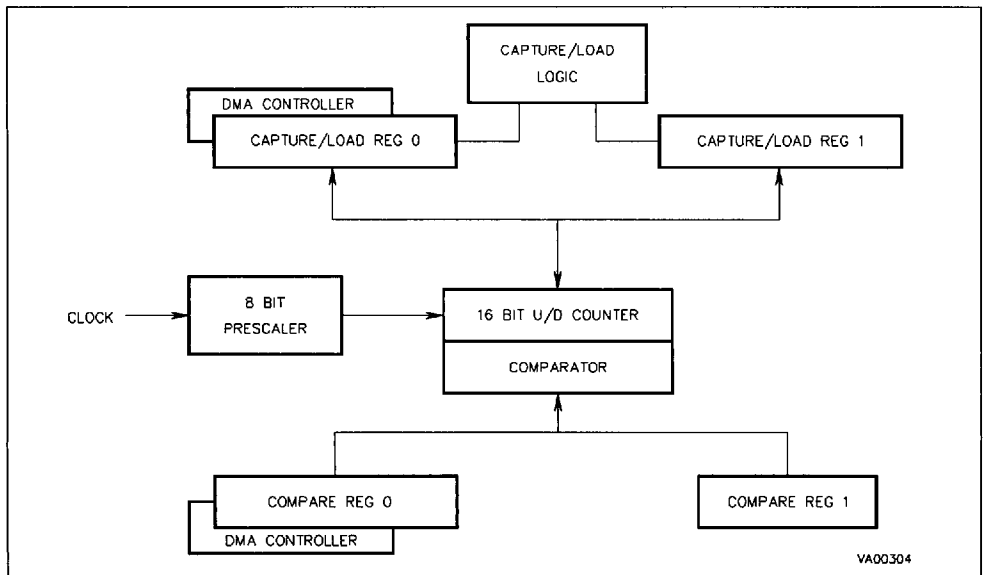 CAPTURE/LOAD
LOGIC
DMA CONTROLLER
CAPTURE/LOAD REG 0
CAPTURE/LOAD REG 1
CLOCK
8 BIT
PRESCALER
16 BIT U/D COUNTER
COMPARATOR
COMPARE REG 0
COMPARE REG 1
DMA CONTROLLER
VA00304